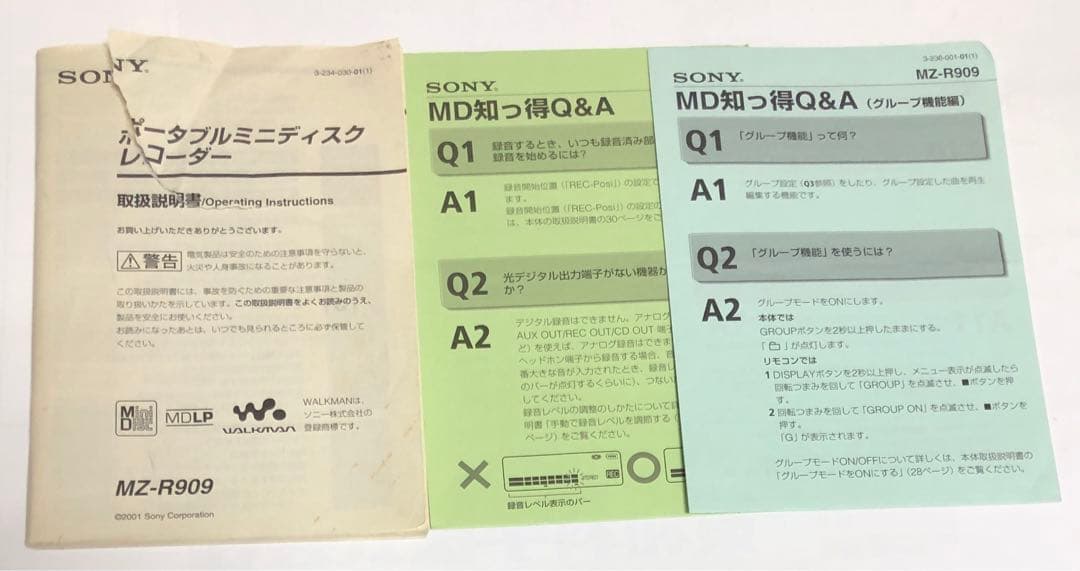 SONY
3-234-030-01(1)
ポータブルミニディスク
レコーダー
取扱説明書/Operating Instructions
お買い上げいただきありがとうございます。
警告
電気製品は安全のための注意事項を守らないと、
火災や人身事故になることがあります。
この取扱説明書には、事故を防ぐための重要な注意事項と製品の
取り扱いかたを示しています。この取扱説明書をよくお読みのうえ、
製品を安全にお使いください。
お読みになったあとは、いつでも見られるところに必ず保管して
ください。
Mini
Disc
MDLP
WALKMAN
WALKMANは、
ソニー株式会社の
登録商標です。
MZ-R909
©2001 Sony Corporation
SONY
MD知っ得Q&A
Q1
録音するとき、いつも録音済み部
録音を始めるには?
A1
録音開始位置（「REC-Posi」）の設定で
ます。
録音開始位置（「REC-Posi」）の設定の
は、本体の取扱説明書の30ページをご
Q2
光デジタル出力端子がない機器か
か?
A2
デジタル録音はできません。アナログ
AUX OUT/REC OUT/CD OUT 端子
ど）を使えば、アナログ録音はできま
ヘッドホン端子から録音する場合、音
番大きな音が入力されたとき、録音レ
のバーが点灯するくらいに）、つない
してください。
録音レベルの調整のしかたについて詳
明書「手動で録音レベルを調節する（
ページ）をご覧ください。
REC
録音レベル表示のバー
SONY
3-236-001-01(1)
MZ-R909
MD知っ得Q&A（グループ機能編）
Q1
「グループ機能」って何?
A1
グループ設定（Q3参照）をしたり、グループ設定した曲を再生
編集する機能です。
Q2
「グループ機能」を使うには?
A2
グループモードをONにします。
本体では
GROUPボタンを2秒以上押したままにする。
「 」が点灯します。
リモコンでは
1 DISPLAYボタンを2秒以上押し、メニュー表示が点滅したら
回転つまみを回して「GROUP」を点滅させ、■ボタンを押
す。
2 回転つまみを回して「GROUP ON」を点滅させ、■ボタンを
押す。
「G」が表示されます。
グループモードON/OFFについて詳しくは、本体取扱説明書の
「グループモードをONにする」（28ページ）をご覧ください。